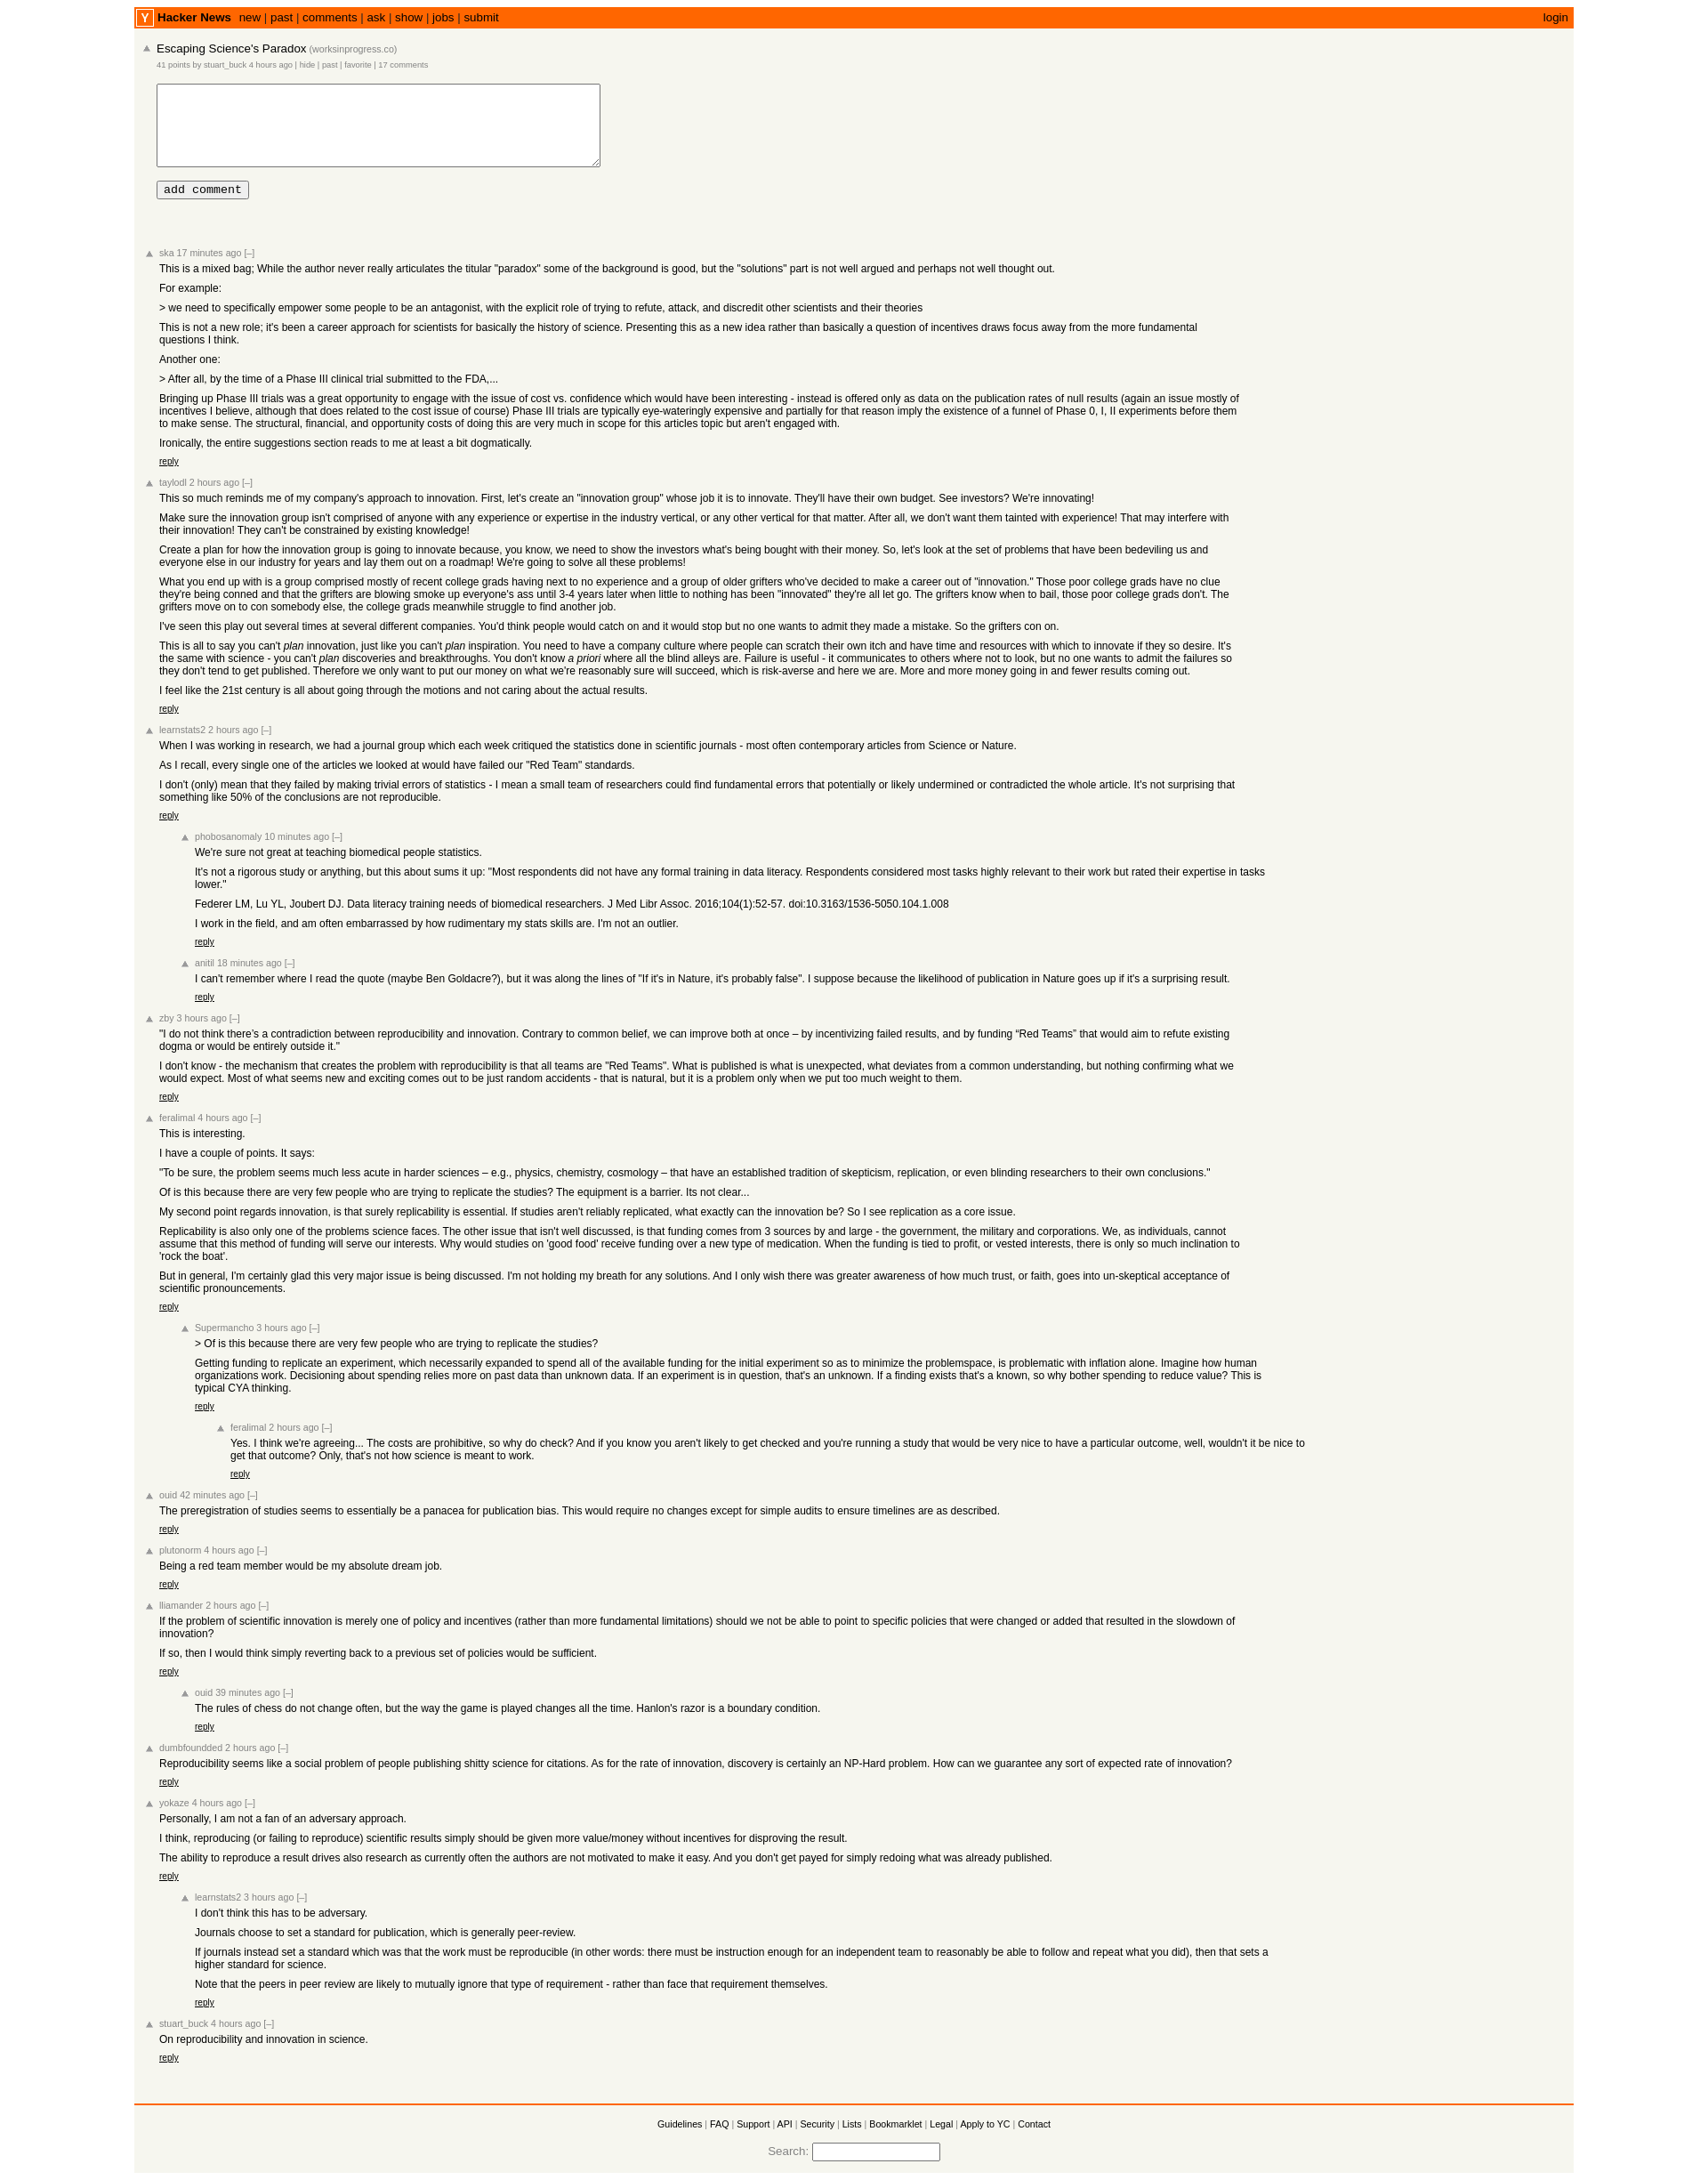 Y Hacker News new | past | comments | ask | show | jobs | submit login
Escaping Science's Paradox (worksinprogress.co)
41 points by stuart_buck 4 hours ago | hide | past | favorite | 17 comments
add comment
ska 17 minutes ago [–]
This is a mixed bag; While the author never really articulates the titular "paradox" some of the background is good, but the "solutions" part is not well argued and perhaps not well thought out.
For example:
> we need to specifically empower some people to be an antagonist, with the explicit role of trying to refute, attack, and discredit other scientists and their theories
This is not a new role; it's been a career approach for scientists for basically the history of science. Presenting this as a new idea rather than basically a question of incentives draws focus away from the more fundamental
questions I think.
Another one:
> After all, by the time of a Phase III clinical trial submitted to the FDA,...
Bringing up Phase III trials was a great opportunity to engage with the issue of cost vs. confidence which would have been interesting - instead is offered only as data on the publication rates of null results (again an issue mostly of
incentives I believe, although that does related to the cost issue of course) Phase III trials are typically eye-wateringly expensive and partially for that reason imply the existence of a funnel of Phase 0, I, II experiments before them
to make sense. The structural, financial, and opportunity costs of doing this are very much in scope for this articles topic but aren't engaged with.
Ironically, the entire suggestions section reads to me at least a bit dogmatically.
reply
taylodl 2 hours ago [–]
This so much reminds me of my company's approach to innovation. First, let's create an "innovation group" whose job it is to innovate. They'll have their own budget. See investors? We're innovating!
Make sure the innovation group isn't comprised of anyone with any experience or expertise in the industry vertical, or any other vertical for that matter. After all, we don't want them tainted with experience! That may interfere with
their innovation! They can't be constrained by existing knowledge!
Create a plan for how the innovation group is going to innovate because, you know, we need to show the investors what's being bought with their money. So, let's look at the set of problems that have been bedeviling us and
everyone else in our industry for years and lay them out on a roadmap! We're going to solve all these problems!
What you end up with is a group comprised mostly of recent college grads having next to no experience and a group of older grifters who've decided to make a career out of "innovation." Those poor college grads have no clue
they're being conned and that the grifters are blowing smoke up everyone's ass until 3-4 years later when little to nothing has been "innovated" they're all let go. The grifters know when to bail, those poor college grads don't. The
grifters move on to con somebody else, the college grads meanwhile struggle to find another job.
I've seen this play out several times at several different companies. You'd think people would catch on and it would stop but no one wants to admit they made a mistake. So the grifters con on.
This is all to say you can't plan innovation, just like you can't plan inspiration. You need to have a company culture where people can scratch their own itch and have time and resources with which to innovate if they so desire. It's
the same with science - you can't plan discoveries and breakthroughs. You don't know a priori where all the blind alleys are. Failure is useful - it communicates to others where not to look, but no one wants to admit the failures so
they don't tend to get published. Therefore we only want to put our money on what we're reasonably sure will succeed, which is risk-averse and here we are. More and more money going in and fewer results coming out.
I feel like the 21st century is all about going through the motions and not caring about the actual results.
reply
learnstats2 2 hours ago [–]
When I was working in research, we had a journal group which each week critiqued the statistics done in scientific journals - most often contemporary articles from Science or Nature.
As I recall, every single one of the articles we looked at would have failed our "Red Team" standards.
I don't (only) mean that they failed by making trivial errors of statistics - I mean a small team of researchers could find fundamental errors that potentially or likely undermined or contradicted the whole article. It's not surprising that
something like 50% of the conclusions are not reproducible.
reply
phobosanomaly 10 minutes ago [–]
We're sure not great at teaching biomedical people statistics.
It's not a rigorous study or anything, but this about sums it up: "Most respondents did not have any formal training in data literacy. Respondents considered most tasks highly relevant to their work but rated their expertise in tasks
lower."
Federer LM, Lu YL, Joubert DJ. Data literacy training needs of biomedical researchers. J Med Libr Assoc. 2016;104(1):52-57. doi:10.3163/1536-5050.104.1.008
I work in the field, and am often embarrassed by how rudimentary my stats skills are. I'm not an outlier.
reply
anitil 18 minutes ago [–]
I can't remember where I read the quote (maybe Ben Goldacre?), but it was along the lines of "If it's in Nature, it's probably false". I suppose because the likelihood of publication in Nature goes up if it's a surprising result.
reply
zby 3 hours ago [–]
"I do not think there's a contradiction between reproducibility and innovation. Contrary to common belief, we can improve both at once – by incentivizing failed results, and by funding “Red Teams” that would aim to refute existing
dogma or would be entirely outside it."
I don't know - the mechanism that creates the problem with reproducibility is that all teams are "Red Teams". What is published is what is unexpected, what deviates from a common understanding, but nothing confirming what we
would expect. Most of what seems new and exciting comes out to be just random accidents - that is natural, but it is a problem only when we put too much weight to them.
reply
feralimal 4 hours ago [–]
This is interesting.
I have a couple of points. It says:
"To be sure, the problem seems much less acute in harder sciences – e.g., physics, chemistry, cosmology – that have an established tradition of skepticism, replication, or even blinding researchers to their own conclusions."
Of is this because there are very few people who are trying to replicate the studies? The equipment is a barrier. Its not clear...
My second point regards innovation, is that surely replicability is essential. If studies aren't reliably replicated, what exactly can the innovation be? So I see replication as a core issue.
Replicability is also only one of the problems science faces. The other issue that isn't well discussed, is that funding comes from 3 sources by and large - the government, the military and corporations. We, as individuals, cannot
assume that this method of funding will serve our interests. Why would studies on 'good food' receive funding over a new type of medication. When the funding is tied to profit, or vested interests, there is only so much inclination to
'rock the boat'.
But in general, I'm certainly glad this very major issue is being discussed. I'm not holding my breath for any solutions. And I only wish there was greater awareness of how much trust, or faith, goes into un-skeptical acceptance of
scientific pronouncements.
reply
Supermancho 3 hours ago [–]
> Of is this because there are very few people who are trying to replicate the studies?
Getting funding to replicate an experiment, which necessarily expanded to spend all of the available funding for the initial experiment so as to minimize the problemspace, is problematic with inflation alone. Imagine how human
organizations work. Decisioning about spending relies more on past data than unknown data. If an experiment is in question, that's an unknown. If a finding exists that's a known, so why bother spending to reduce value? This is
typical CYA thinking.
reply
feralimal 2 hours ago [–]
Yes. I think we're agreeing... The costs are prohibitive, so why do check? And if you know you aren't likely to get checked and you're running a study that would be very nice to have a particular outcome, well, wouldn't it be nice to
get that outcome? Only, that's not how science is meant to work.
reply
ouid 42 minutes ago [–]
The preregistration of studies seems to essentially be a panacea for publication bias. This would require no changes except for simple audits to ensure timelines are as described.
reply
plutonorm 4 hours ago [–]
Being a red team member would be my absolute dream job.
reply
lliamander 2 hours ago [–]
If the problem of scientific innovation is merely one of policy and incentives (rather than more fundamental limitations) should we not be able to point to specific policies that were changed or added that resulted in the slowdown of
innovation?
If so, then I would think simply reverting back to a previous set of policies would be sufficient.
reply
ouid 39 minutes ago [–]
The rules of chess do not change often, but the way the game is played changes all the time. Hanlon's razor is a boundary condition.
reply
dumbfoundded 2 hours ago [–]
Reproducibility seems like a social problem of people publishing shitty science for citations. As for the rate of innovation, discovery is certainly an NP-Hard problem. How can we guarantee any sort of expected rate of innovation?
reply
yokaze 4 hours ago [–]
Personally, I am not a fan of an adversary approach.
I think, reproducing (or failing to reproduce) scientific results simply should be given more value/money without incentives for disproving the result.
The ability to reproduce a result drives also research as currently often the authors are not motivated to make it easy. And you don't get payed for simply redoing what was already published.
reply
learnstats2 3 hours ago [–]
I don't think this has to be adversary.
Journals choose to set a standard for publication, which is generally peer-review.
If journals instead set a standard which was that the work must be reproducible (in other words: there must be instruction enough for an independent team to reasonably be able to follow and repeat what you did), then that sets a
higher standard for science.
Note that the peers in peer review are likely to mutually ignore that type of requirement - rather than face that requirement themselves.
reply
stuart_buck 4 hours ago [–]
On reproducibility and innovation in science.
reply
Guidelines | FAQ | Support | API | Security | Lists | Bookmarklet | Legal | Apply to YC | Contact
Search: